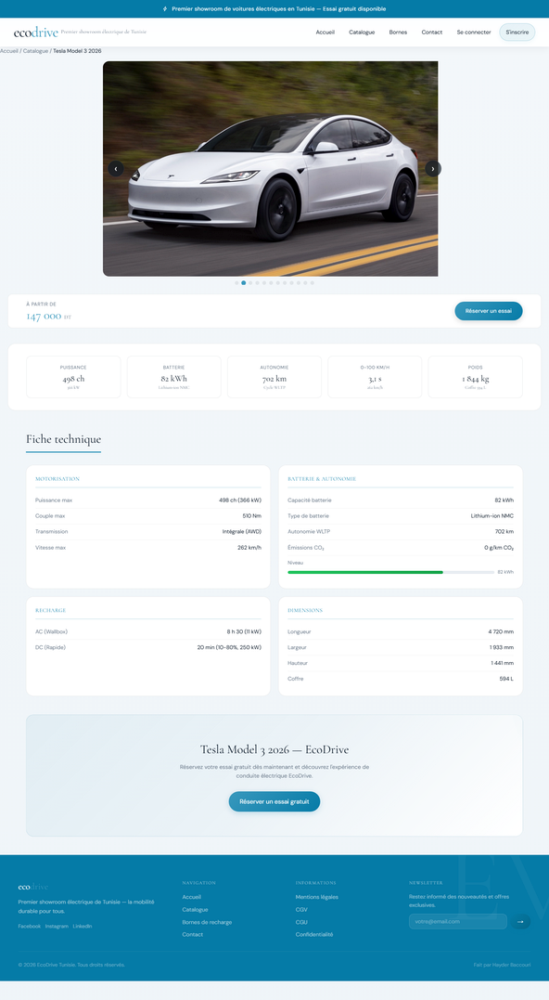 Premier showroom de voitures électriques en Tunisie — Essai gratuit disponible
ecodrive Premier showroom électrique de Tunisie
Accueil
Catalogue
Bornes
Contact
Se connecter
S'inscrire
Accueil / Catalogue / Tesla Model 3 2026
‹
›
À PARTIR DE
147 000 DT
Réserver un essai
PUISSANCE
498 ch
BATTERIE
82 kWh
Lithium-ion NMC
AUTONOMIE
702 km
Cycle WLTP
0–100 KM/H
3,1 s
262 km/h
POIDS
1 844 kg
Coffre 594 L
Fiche technique
MOTORISATION
Puissance max 498 ch (366 kW)
Couple max 510 Nm
Transmission Intégrale (AWD)
Vitesse max 262 km/h
BATTERIE & AUTONOMIE
Capacité batterie 82 kWh
Type de batterie Lithium-ion NMC
Autonomie WLTP 702 km
Émissions CO₂ 0 g/km CO₂
Niveau
82 kWh
RECHARGE
AC (Wallbox) 8 h 30 (11 kW)
DC (Rapide) 20 min (10-80%, 250 kW)
DIMENSIONS
Longueur 4 720 mm
Largeur 1 933 mm
Hauteur 1 441 mm
Coffre 594 L
Tesla Model 3 2026 — EcoDrive
Réservez votre essai gratuit dès maintenant et découvrez l'expérience de
conduite électrique EcoDrive.
Réserver un essai gratuit
EV
ecodrive
Premier showroom électrique de Tunisie — la mobilité
durable pour tous.
Facebook Instagram LinkedIn
NAVIGATION
Accueil
Catalogue
Bornes de recharge
Contact
INFORMATIONS
Mentions légales
CGV
CGU
Confidentialité
NEWSLETTER
Restez informé des nouveautés et offres
exclusives.
votre@email.com
→
© 2026 EcoDrive Tunisie. Tous droits réservés.
Fait par Hayder Baccouri